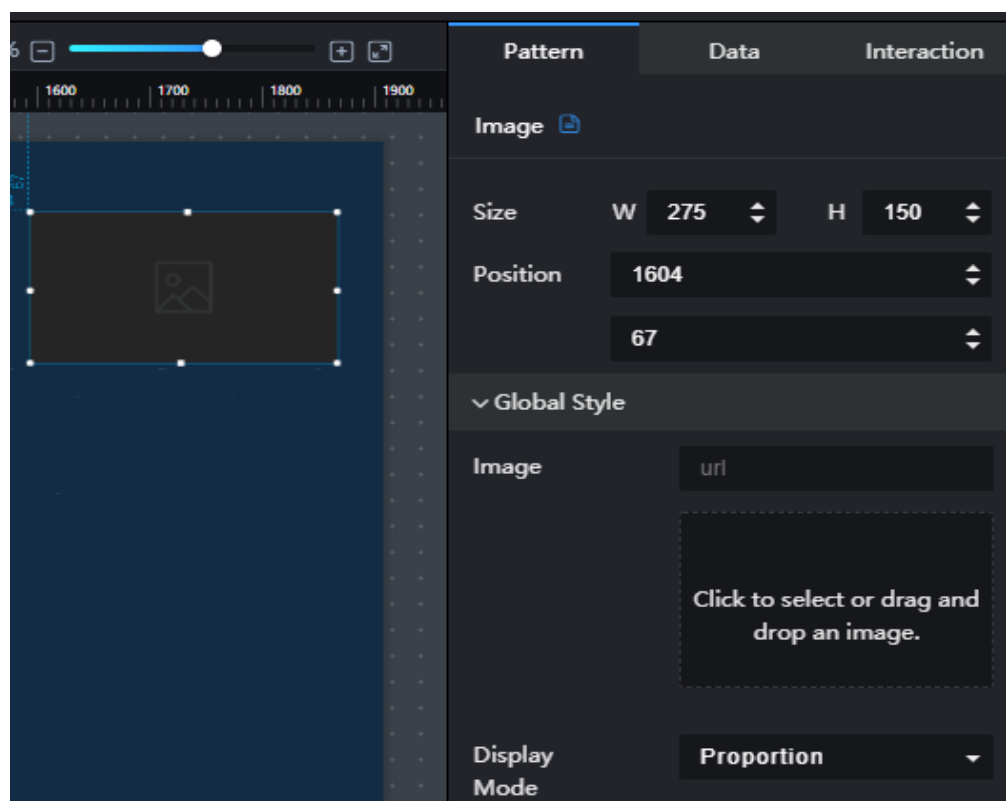 Pattern Data Interaction
1600 1700 1800 1900
Image
67
Size W 275 H 150
Position 1604
67
Global Style
Image url
Click to select or drag and
drop an image.
Display Proportion
Mode